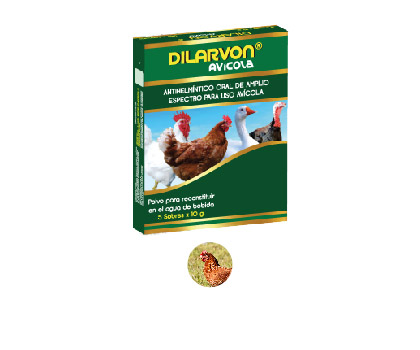 DILARVON®
AVÍCOLA
ANTIHELMÍNTICO ORAL DE AMPLIO
ESPECTRO PARA USO AVÍCOLA
Polvo para reconstituir
en el agua de bebida
5 Sobres x 10 g